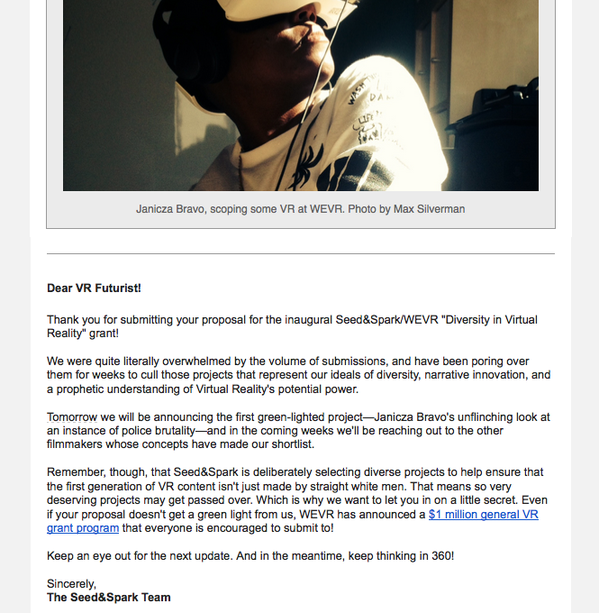 Janicza Bravo, scoping some VR at WEVR. Photo by Max Silverman
Dear VR Futurist!
Thank you for submitting your proposal for the inaugural Seed&Spark/WEVR "Diversity in Virtual
Reality" grant!
We were quite literally overwhelmed by the volume of submissions, and have been poring over
them for weeks to cull those projects that represent our ideals of diversity, narrative innovation, and
a prophetic understanding of Virtual Reality's potential power.
Tomorrow we will be announcing the first green-lighted project—Janicza Bravo's unflinching look at
an instance of police brutality—and in the coming weeks we'll be reaching out to the other
filmmakers whose concepts have made our shortlist.
Remember, though, that Seed&Spark is deliberately selecting diverse projects to help ensure that
the first generation of VR content isn't just made by straight white men. That means so very
deserving projects may get passed over. Which is why we want to let you in on a little secret. Even
if your proposal doesn't get a green light from us, WEVR has announced a $1 million general VR
grant program that everyone is encouraged to submit to!
Keep an eye out for the next update. And in the meantime, keep thinking in 360!
Sincerely,
The Seed&Spark Team